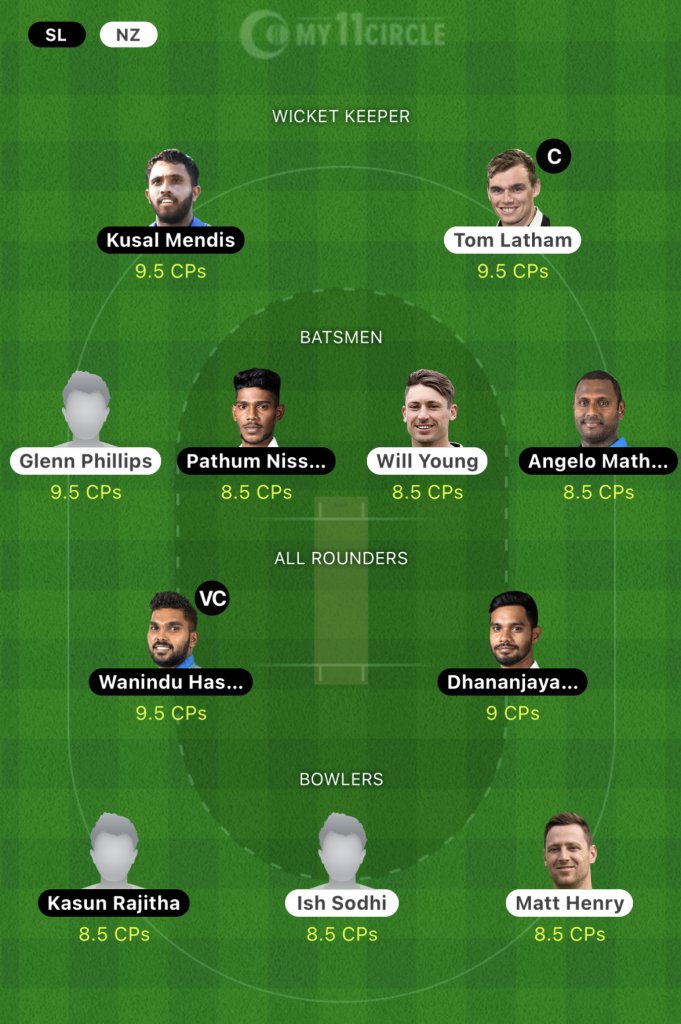 SL NZ MY11CIRCLE
WICKET KEEPER
C
Kusal Mendis Tom Latham
9.5 CPs 9.5 CPs
BATSMEN
Glenn Phillips Pathum Niss... Will Young Angelo Math...
9.5 CPs 8.5 CPs 8.5 CPs 8.5 CPs
ALL ROUNDERS
VC
Wanindu Has... Dhananjaya...
9.5 CPs 9 CPs
BOWLERS
Kasun Rajitha Ish Sodhi Matt Henry
8.5 CPs 8.5 CPs 8.5 CPs